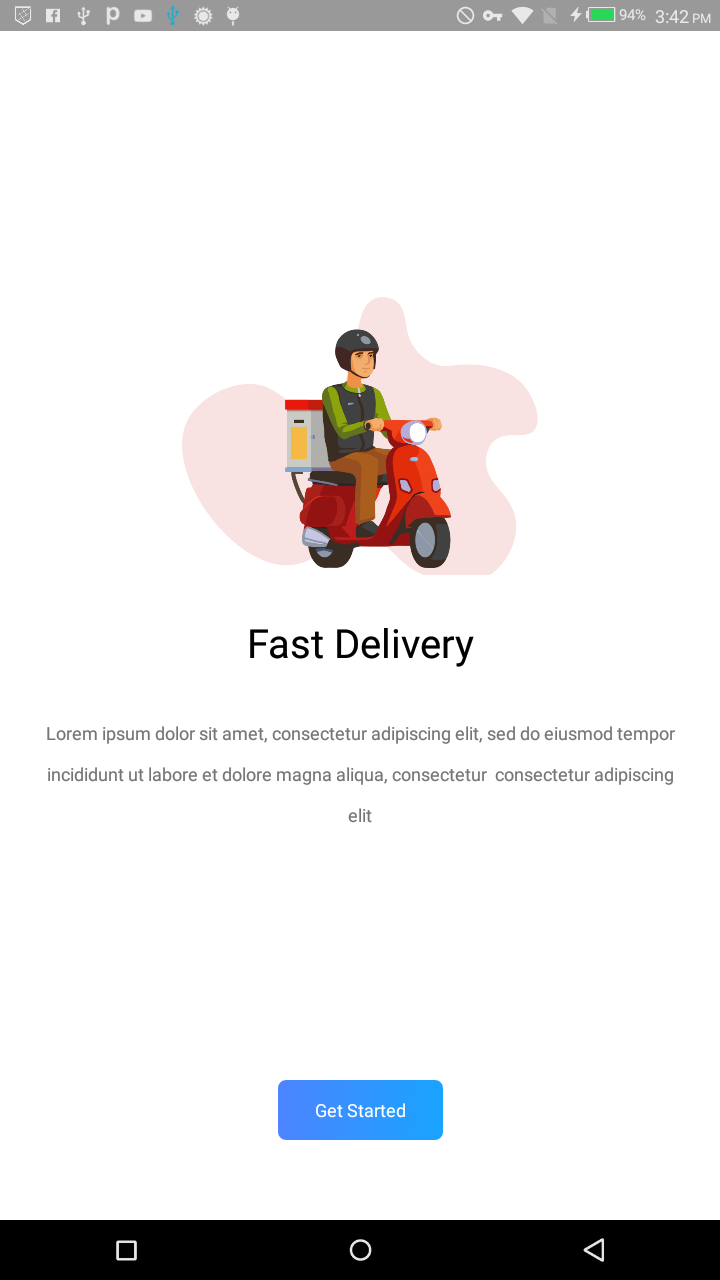 94% 3:42 PM
Fast Delivery
Lorem ipsum dolor sit amet, consectetur adipiscing elit, sed do eiusmod tempor
incididunt ut labore et dolore magna aliqua, consectetur  consectetur adipiscing
elit
Get Started